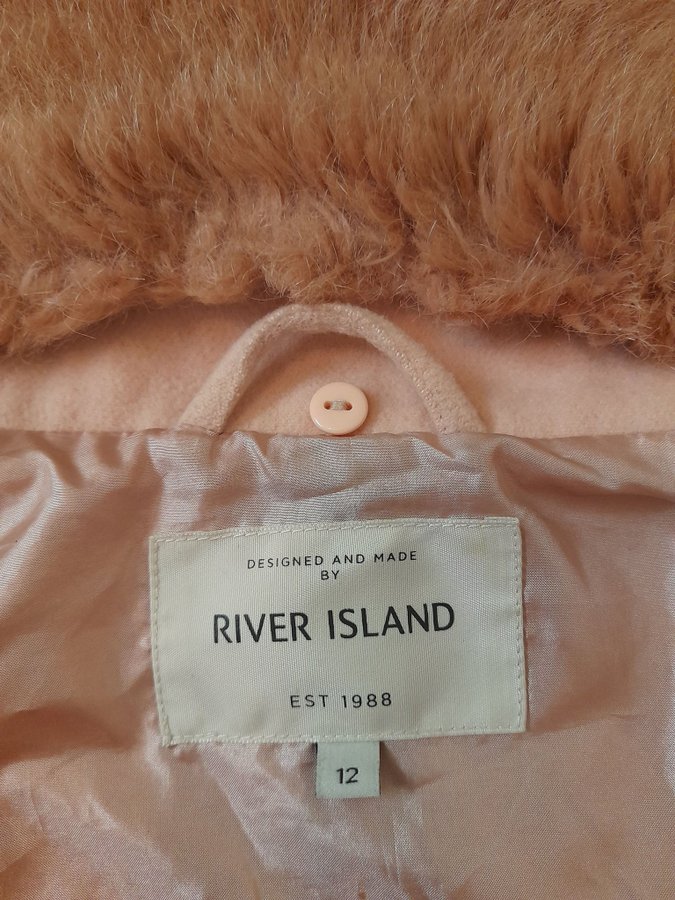 DESIGNED AND MADE
BY
RIVER ISLAND
EST 1988
12